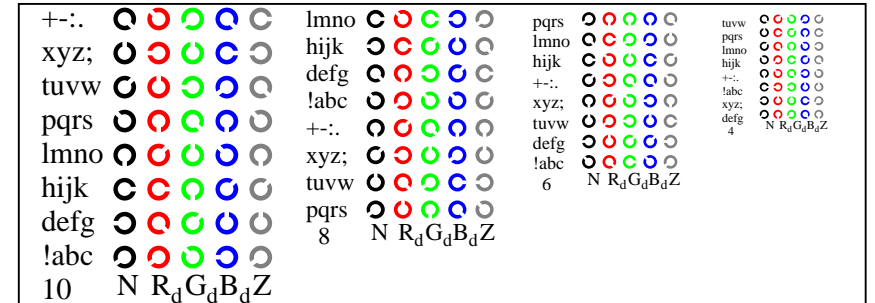 +-:.
xyz;
tuvw
pqrs
lmno
hijk
defg
!abc
10 N RdGdBdZ
lmno
hijk
defg
!abc
+-:.
xyz;
tuvw
pqrs
8 N RdGdBdZ
pqrs
lmno
hijk
+-:.
xyz;
tuvw
defg
!abc
6 N RdGdBdZ
tuvw
pqrs
lmno
hijk
+-:.
!abc
xyz;
defg
4 N RdGdBdZ